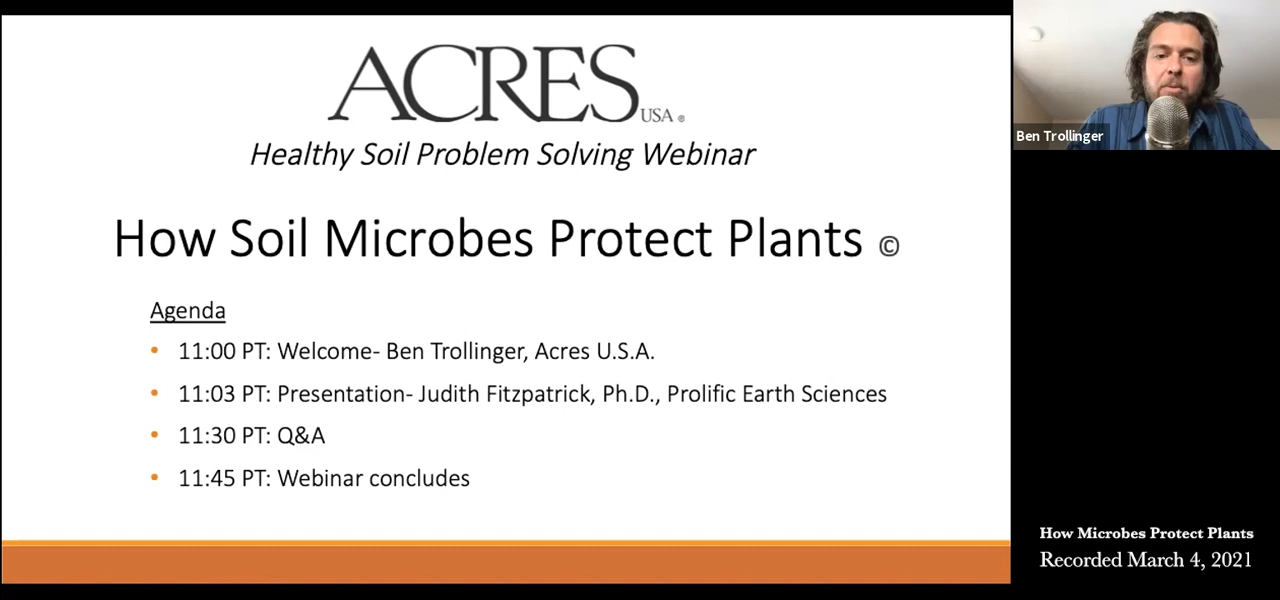 ACRES
USA ®
Healthy Soil Problem Solving Webinar
How Soil Microbes Protect Plants ©
Agenda
• 11:00 PT: Welcome- Ben Trollinger, Acres U.S.A.
• 11:03 PT: Presentation- Judith Fitzpatrick, Ph.D., Prolific Earth Sciences
• 11:30 PT: Q&A
• 11:45 PT: Webinar concludes
Ben Trollinger
How Microbes Protect Plants
Recorded March 4, 2021